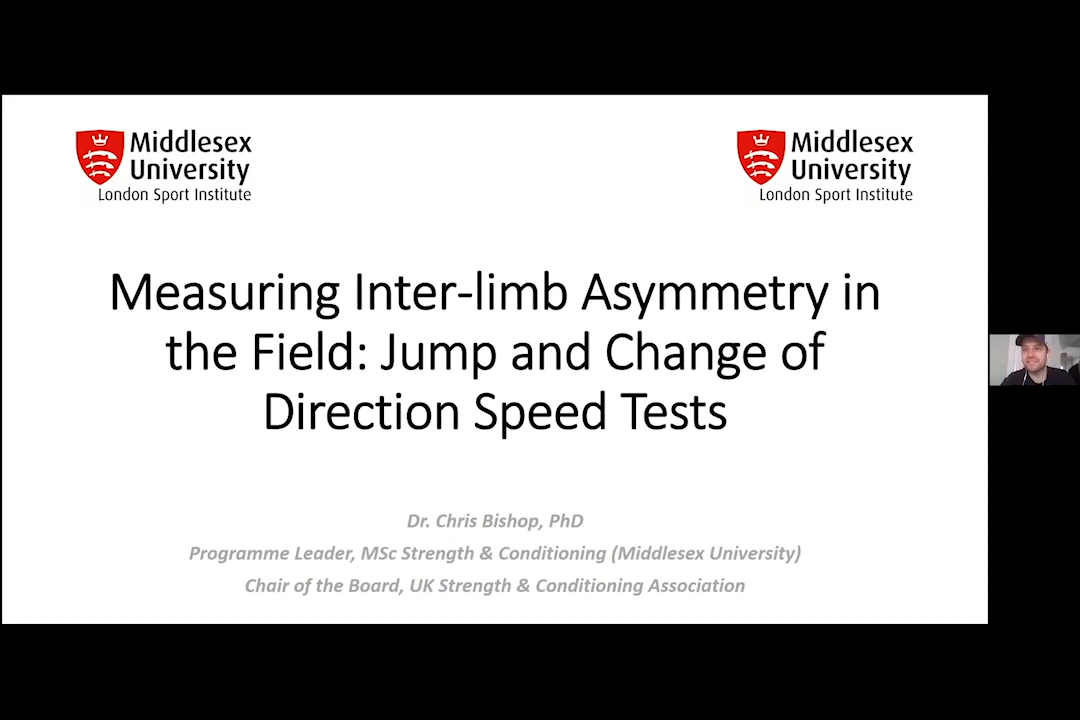 Middlesex
University
London Sport Institute
Middlesex
University
London Sport Institute
Measuring Inter-limb Asymmetry in
the Field: Jump and Change of
Direction Speed Tests
Dr. Chris Bishop, PhD
Programme Leader, MSc Strength & Conditioning (Middlesex University)
Chair of the Board, UK Strength & Conditioning Association